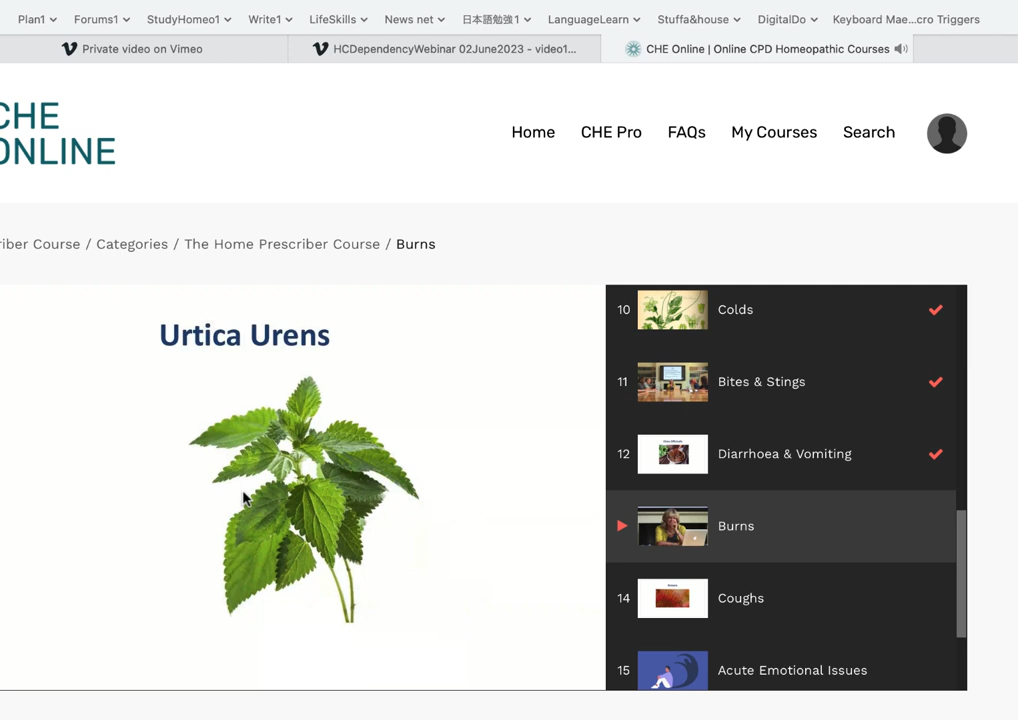 Plan1 Forums1 StudyHomeo1 Write1 LifeSkills News net 日本語勉強1 LanguageLearn Stuffa&house DigitalDo Keyboard Mae...cro Triggers
Private video on Vimeo HCDependencyWebinar 02June2023 - video1... CHE Online | Online CPD Homeopathic Courses
CHE
ONLINE
Home CHE Pro FAQs My Courses Search
riber Course / Categories / The Home Prescriber Course / Burns
Urtica Urens
10 Colds
11 Bites & Stings
12 Diarrhoea & Vomiting
Burns
14 Coughs
15 Acute Emotional Issues